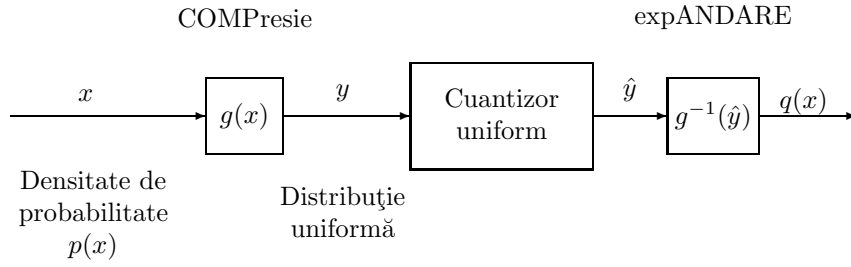 COMPresie
expANDARE
x
g(x)
y
Cuantizor
uniform
ŷ
g⁻¹(ŷ)
q(x)
Densitate de
probabilitate
p(x)
Distribuţie
uniformă